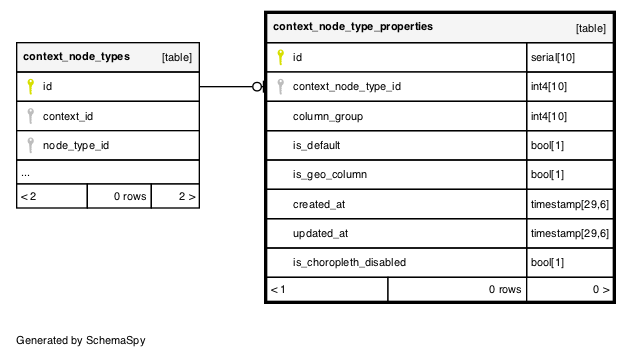 context_node_types [table]
id
context_id
node_type_id
...
< 2 0 rows 2 >
context_node_type_properties [table]
id serial[10]
context_node_type_id int4[10]
column_group int4[10]
is_default bool[1]
is_geo_column bool[1]
created_at timestamp[29,6]
updated_at timestamp[29,6]
is_choropleth_disabled bool[1]
< 1 0 rows 0 >
Generated by SchemaSpy